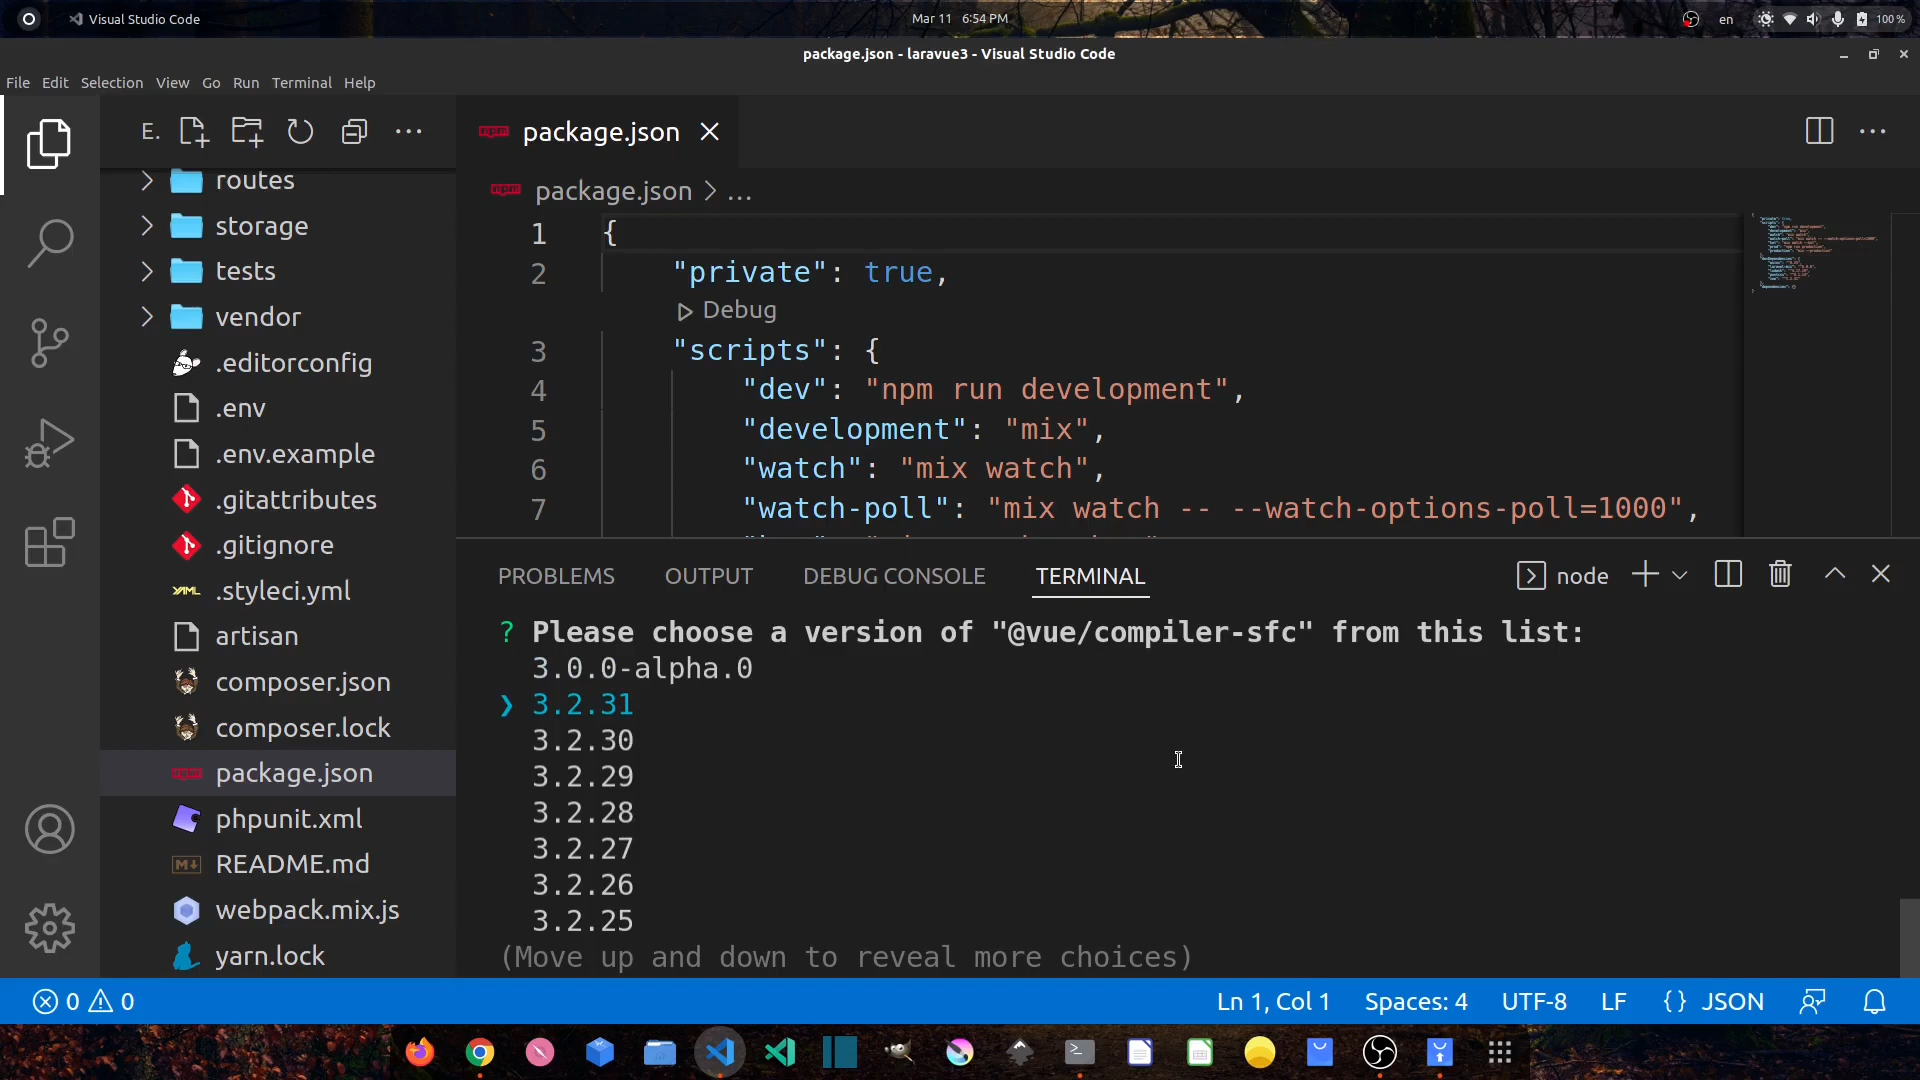 Visual Studio Code
Mar 11 6:54 PM
en
100 %
package.json - laravue3 - Visual Studio Code
File Edit Selection View Go Run Terminal Help
E.
routes
storage
tests
vendor
.editorconfig
.env
.env.example
.gitattributes
.gitignore
.styleci.yml
artisan
composer.json
composer.lock
package.json
phpunit.xml
README.md
webpack.mix.js
yarn.lock
package.json
package.json > ...
1 {
2 "private": true,
Debug
3 "scripts": {
4 "dev": "npm run development",
5 "development": "mix",
6 "watch": "mix watch",
7 "watch-poll": "mix watch -- --watch-options-poll=1000",
PROBLEMS OUTPUT DEBUG CONSOLE TERMINAL
node
? Please choose a version of "@vue/compiler-sfc" from this list:
3.0.0-alpha.0
❯ 3.2.31
3.2.30
3.2.29
3.2.28
3.2.27
3.2.26
3.2.25
(Move up and down to reveal more choices)
0 0
Ln 1, Col 1 Spaces: 4 UTF-8 LF {} JSON